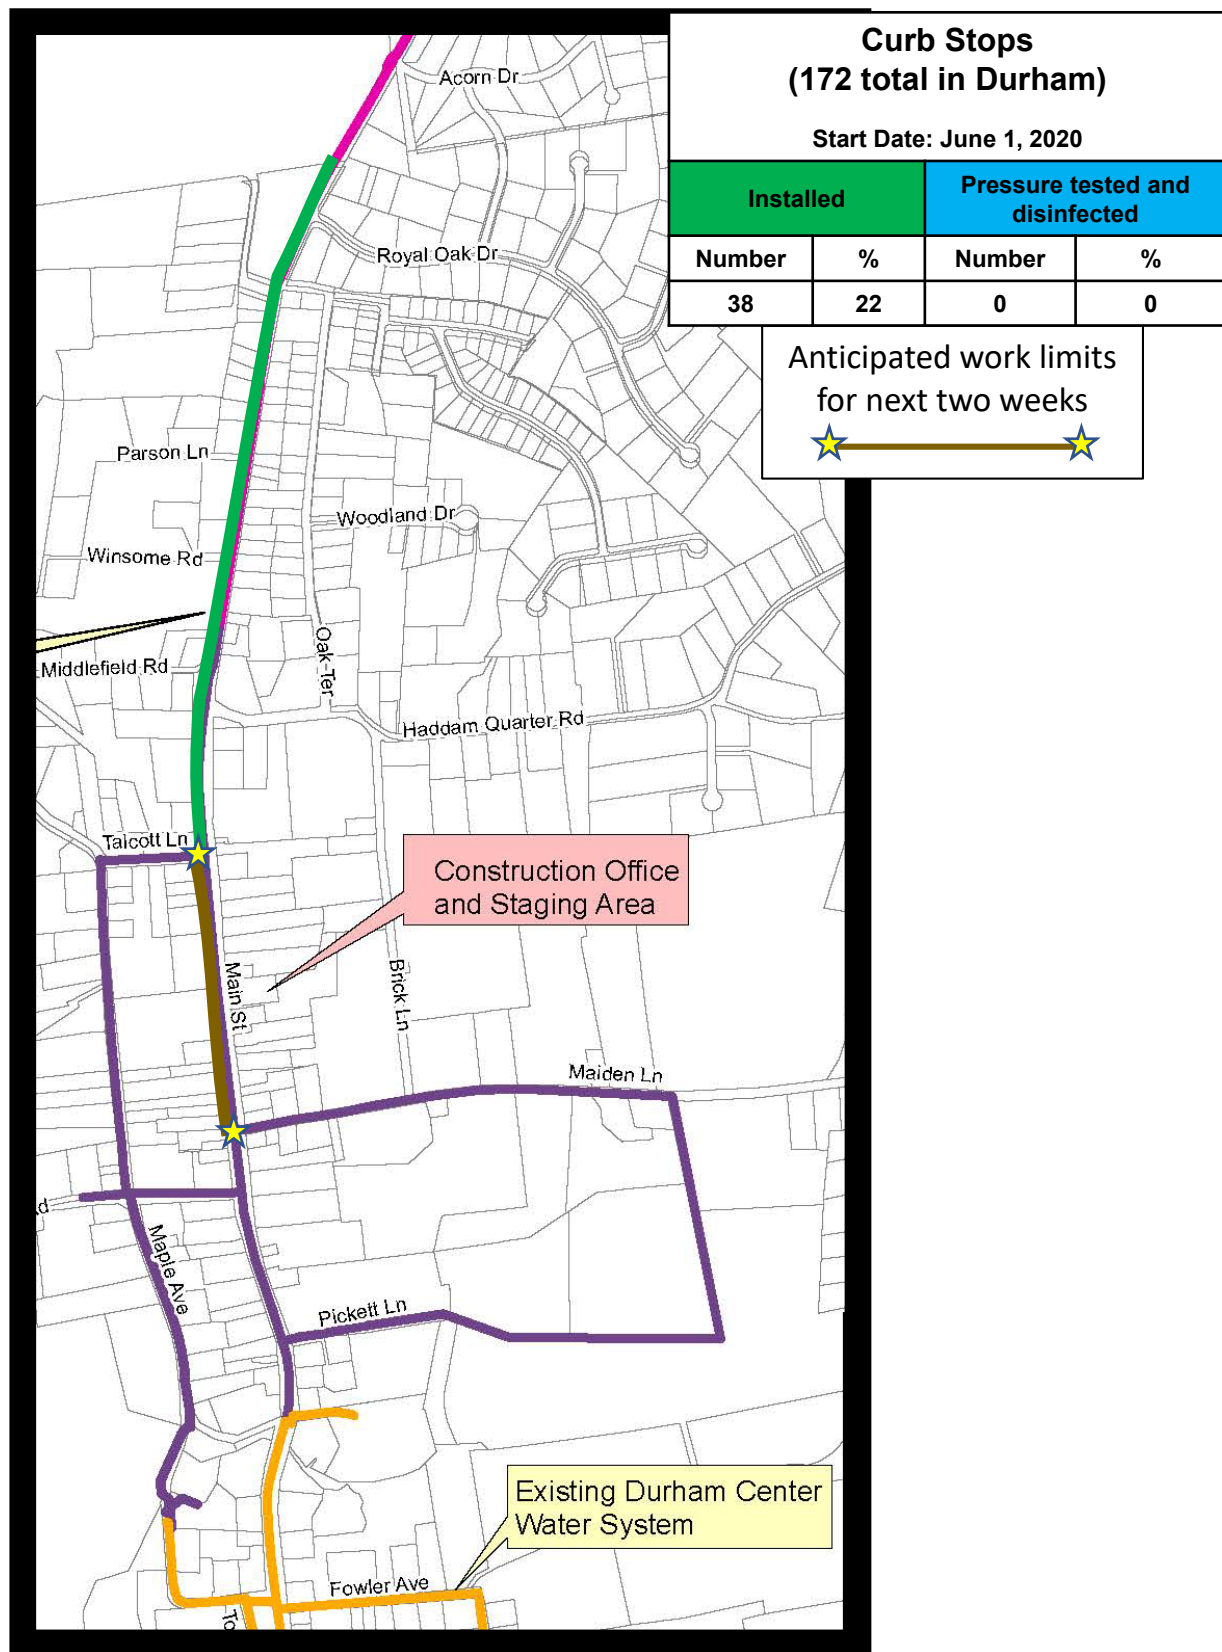 Curb Stops
(172 total in Durham)
Start Date: June 1, 2020
Installed
Pressure tested and
disinfected
Number
%
Number
%
38
22
0
0
Anticipated work limits
for next two weeks
Acorn Dr
Royal Oak Dr
Parson Ln
Woodland Dr
Winsome Rd
Oak Ter
Middlefield Rd
Haddam Quarter Rd
Talcott Ln
Construction Office
and Staging Area
Main St
Brick Ln
Maiden Ln
Maple Ave
Pickett Ln
Existing Durham Center
Water System
Fowler Ave